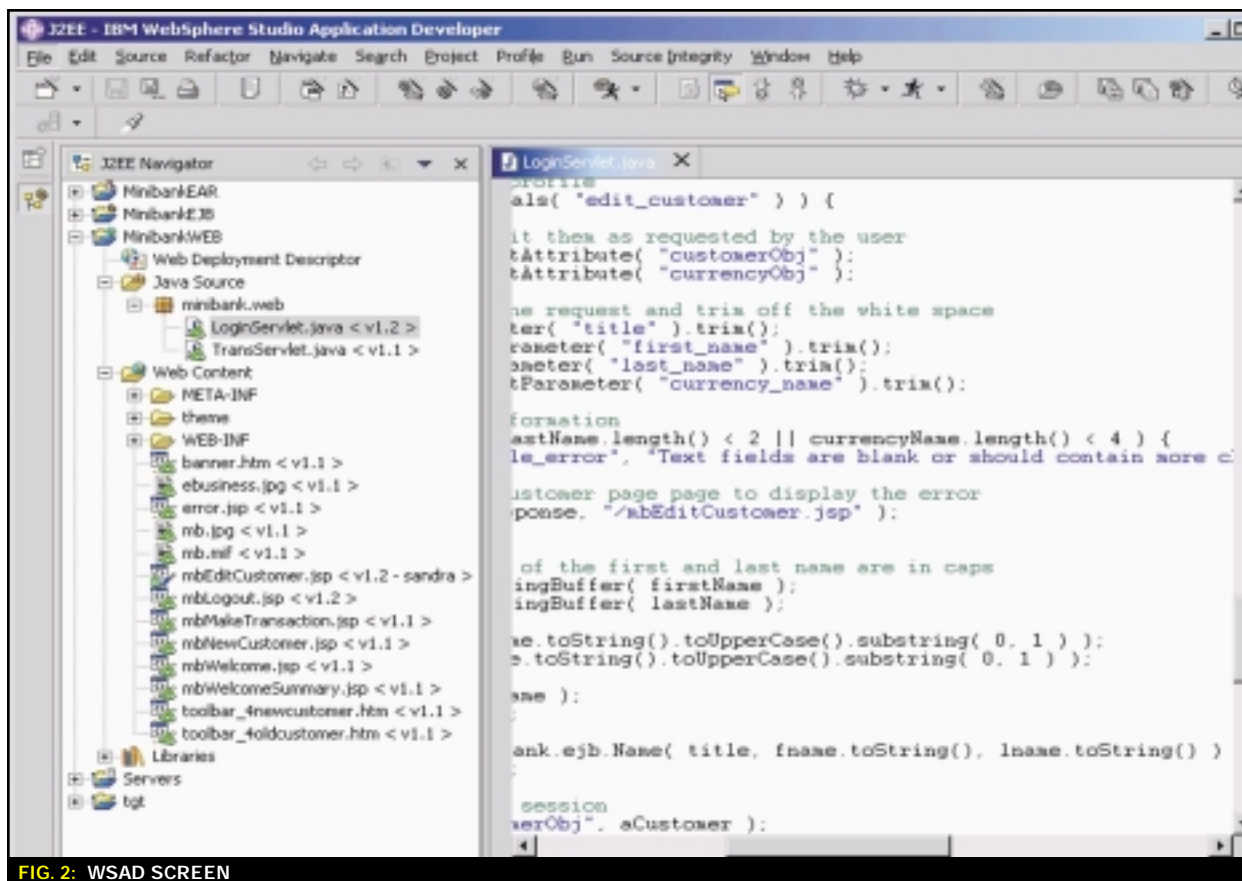 J2EE - IBM WebSphere Studio Application Developer
File Edit Source Refactor Navigate Search Project Profile Run Source Integrity Window Help
J2EE Navigator
MinibankEAR
MinibankEJB
MinibankWEB
Web Deployment Descriptor
Java Source
minibank.web
LoginServlet.java < v1.2 >
TransServlet.java < v1.1 >
Web Content
META-INF
theme
WEB-INF
banner.htm < v1.1 >
ebusiness.jpg < v1.1 >
error.jsp < v1.1 >
mb.jpg < v1.1 >
mb.mif < v1.1 >
mbEditCustomer.jsp < v1.2 - sandra >
mbLogout.jsp < v1.2 >
mbMakeTransaction.jsp < v1.1 >
mbNewCustomer.jsp < v1.1 >
mbWelcome.jsp < v1.1 >
mbWelcomeSummary.jsp < v1.1 >
toolbar_4newcustomer.htm < v1.1 >
toolbar_4oldcustomer.htm < v1.1 >
Libraries
Servers
tgt
LoginServlet.java
profile
als( "edit_customer" ) ) {
it them as requested by the user
tAttribute( "customerObj" );
tAttribute( "currencyObj" );
he request and trim off the white space
ter( "title" ).trim();
rameter( "first_name" ).trim();
ameter( "last_name" ).trim();
tParameter( "currency_name" ).trim();
formation
astName.length() < 2 || currencyName.length() < 4 ) {
le_error", "Text fields are blank or should contain more c
ustomer page page to display the error
ponse, "/mbEditCustomer.jsp" );
of the first and last name are in caps
ingBuffer( firstName );
ingBuffer( lastName );
me.toString().toUpperCase().substring( 0, 1 ) );
e.toString().toUpperCase().substring( 0, 1 ) );
ame );
;
ank.ejb.Name( title, fname.toString(), lname.toString() )
;
session
merObj", aCustomer );
FIG. 2: WSAD SCREEN